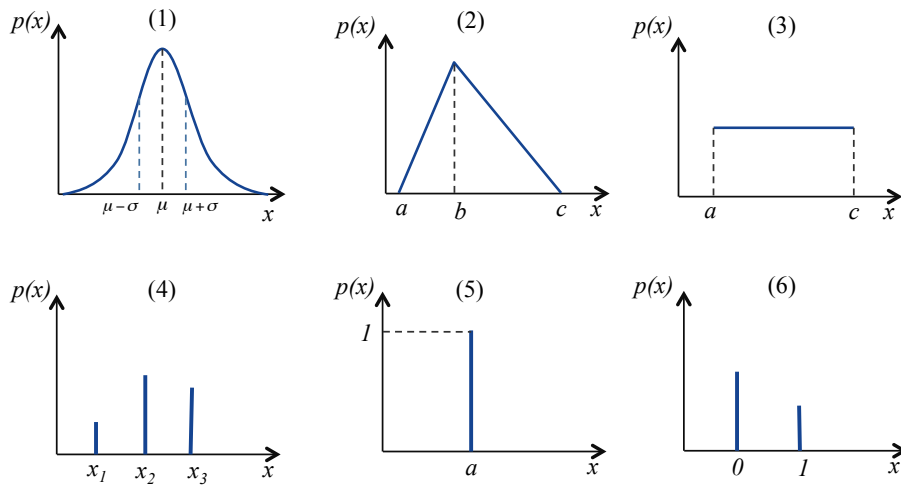 p(x) (1)
μ−σ μ μ+σ x
p(x) (2)
a b c x
p(x) (3)
a c x
p(x) (4)
x₁ x₂ x₃ x
p(x) (5)
1
a x
p(x) (6)
0 1 x